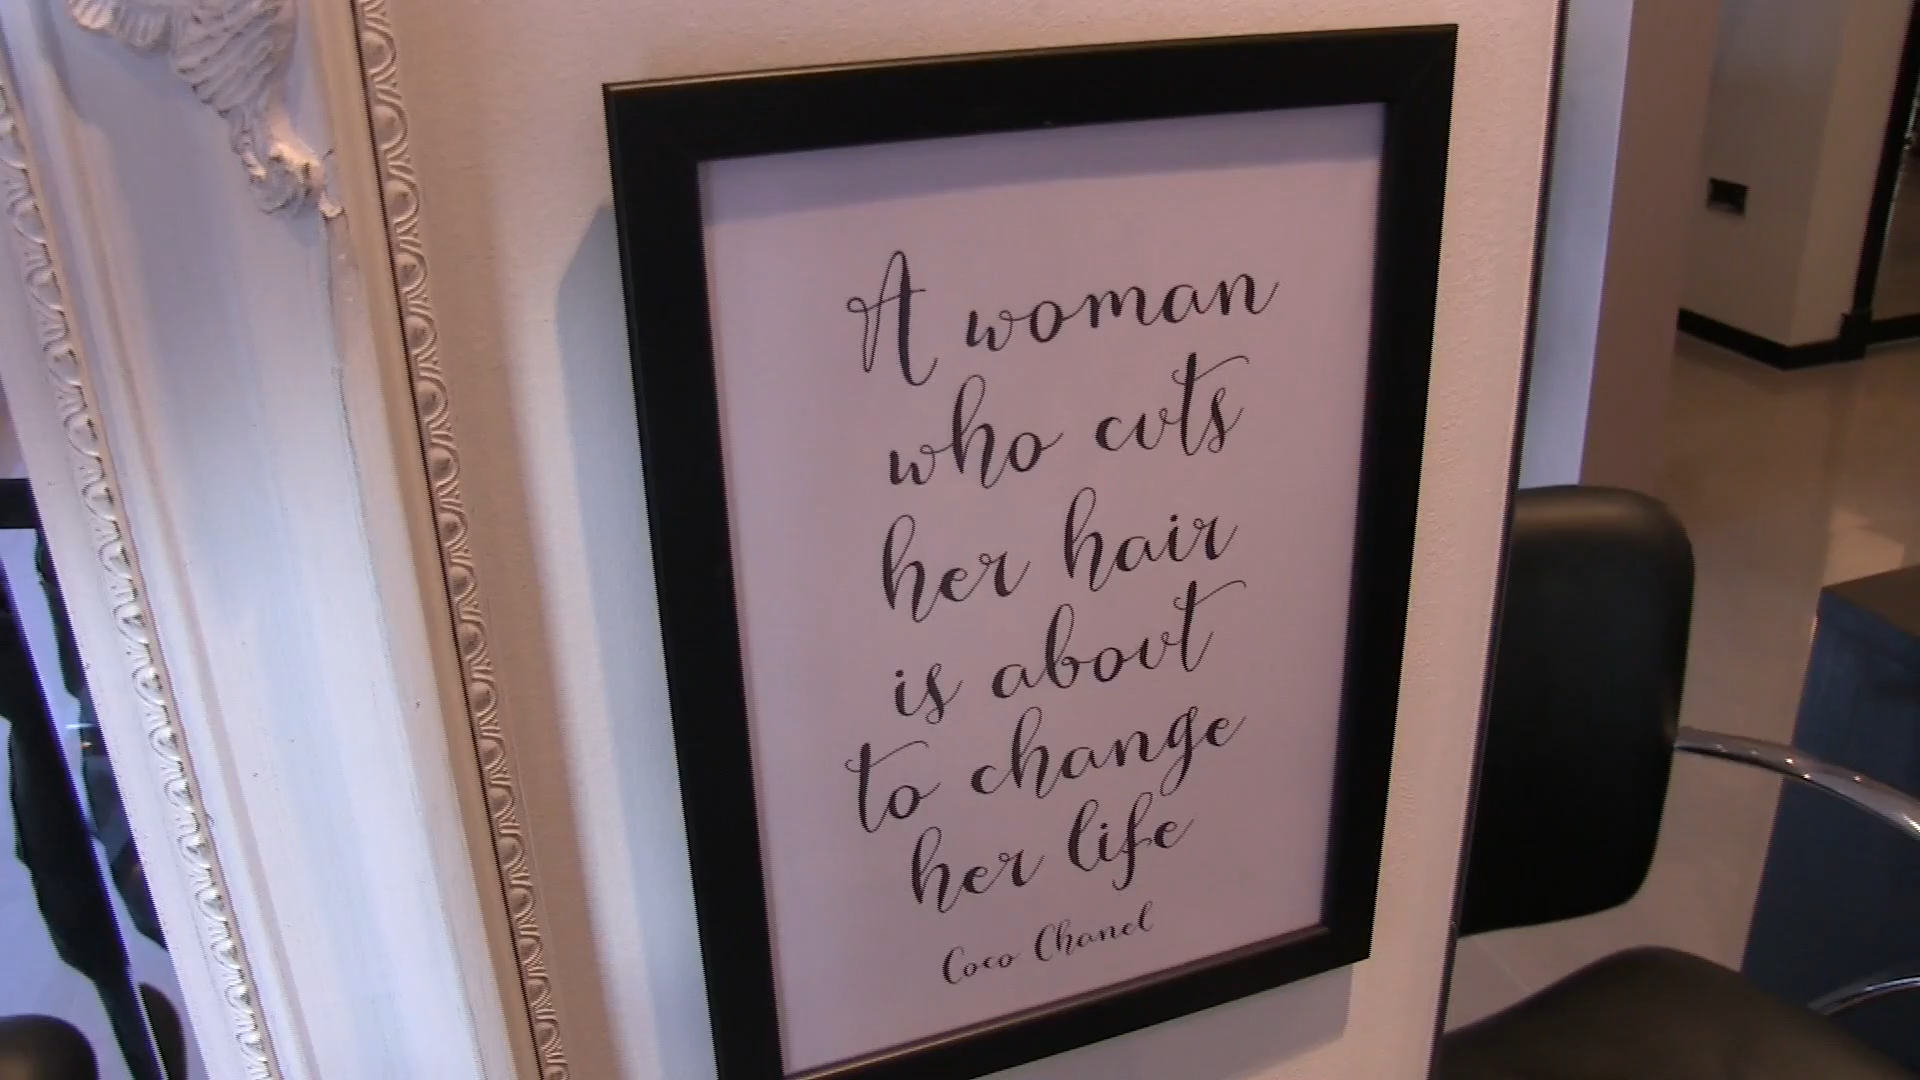 A woman
who cuts
her hair
is about
to change
her life
Coco Chanel